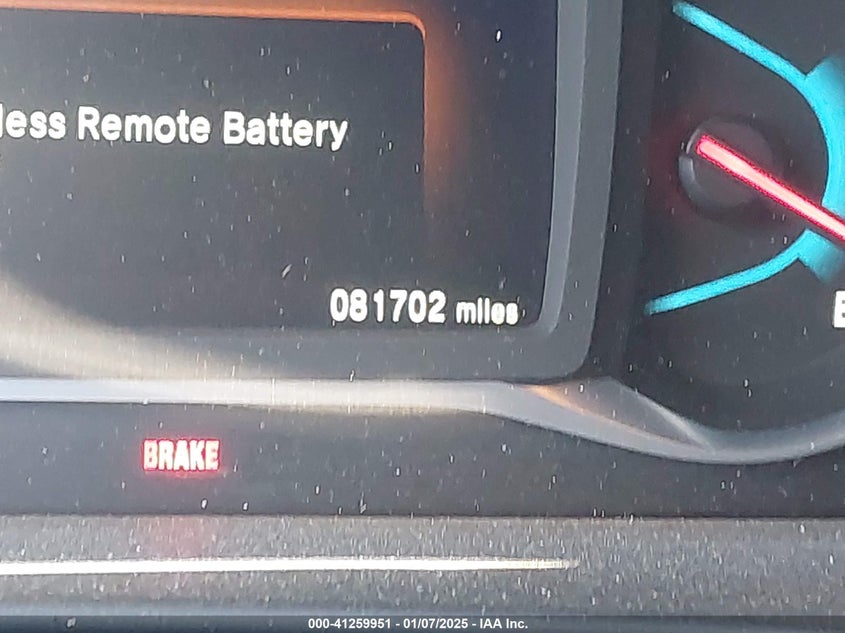 less Remote Battery
081702 miles
BRAKE
000-41259951 - 01/07/2025 - IAA Inc.